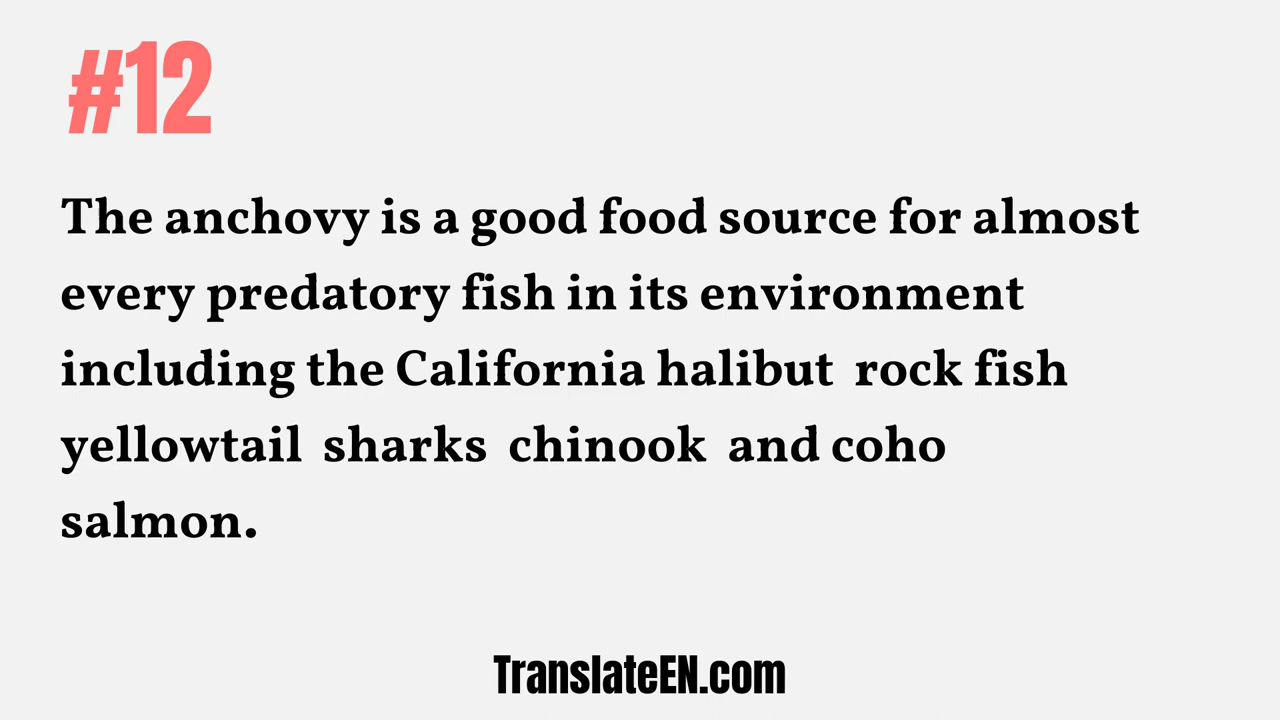 #12
The anchovy is a good food source for almost
every predatory fish in its environment
including the California halibut  rock fish
yellowtail  sharks  chinook  and coho
salmon.
TranslateEN.com